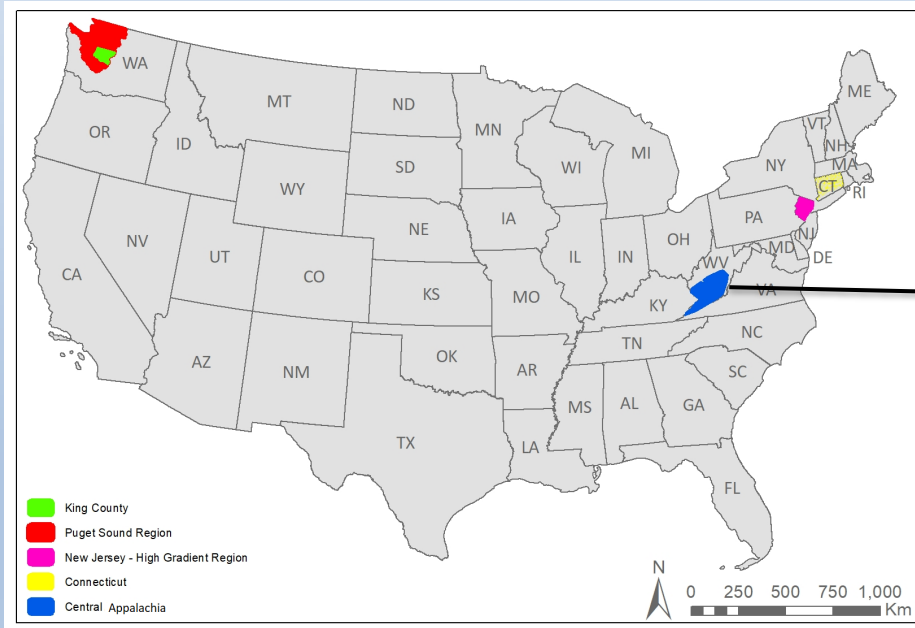 WA
MT
ND
MN
ME
OR
ID
SD
WI
MI
VT
NH
NY
MA
WY
CT
RI
IA
NE
PA
NV
UT
IL
IN
OH
NJ
MD
CA
CO
WV
DE
KS
MO
KY
VA
AZ
NM
OK
AR
TN
NC
SC
MS
AL
GA
TX
LA
FL
King County
Puget Sound Region
New Jersey - High Gradient Region
Connecticut
Central Appalachia
N
0 250 500 750 1,000
Km